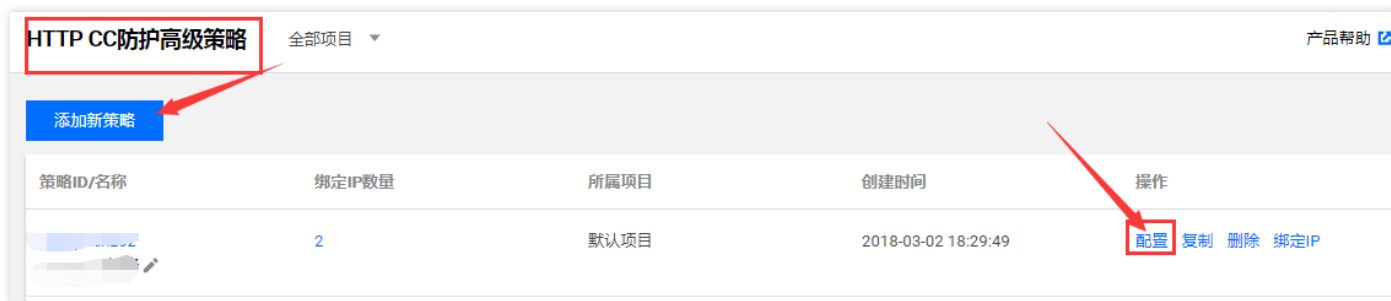 HTTP CC防护高级策略 全部项目 产品帮助
添加新策略
策略ID/名称 绑定IP数量 所属项目 创建时间 操作
2 默认项目 2018-03-02 18:29:49 配置 复制 删除 绑定IP